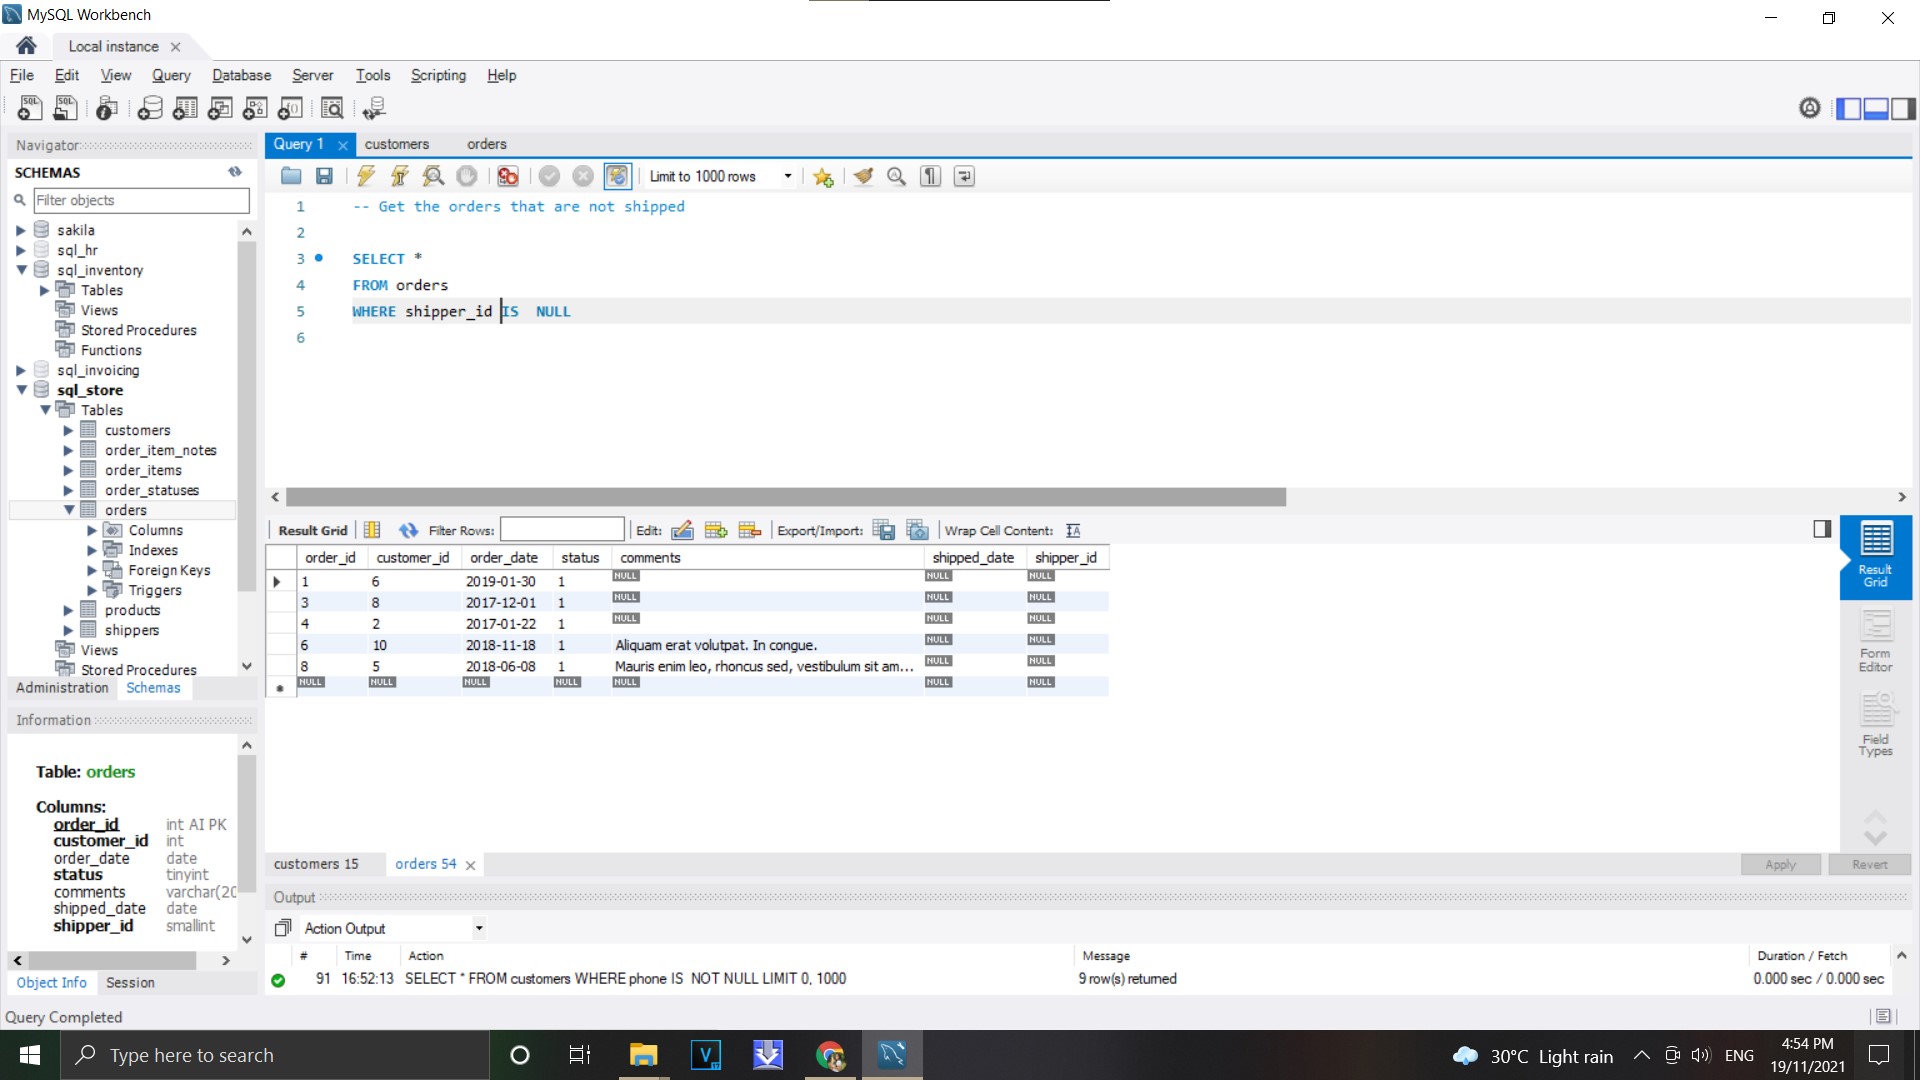 MySQL Workbench
Local instance
File Edit View Query Database Server Tools Scripting Help
Navigator
SCHEMAS
Filter objects
sakila
sql_hr
sql_inventory
Tables
Views
Stored Procedures
Functions
sql_invoicing
sql_store
Tables
customers
order_item_notes
order_items
order_statuses
orders
Columns
Indexes
Foreign Keys
Triggers
products
shippers
Views
Stored Procedures
Administration Schemas
Information
Table: orders
Columns:
order_id int AI PK
customer_id int
order_date date
status tinyint
comments varchar(20
shipped_date date
shipper_id smallint
Object Info Session
Query Completed
Query 1 customers orders
Limit to 1000 rows
1 -- Get the orders that are not shipped
2
3 SELECT *
4 FROM orders
5 WHERE shipper_id IS  NULL
6
Result Grid Filter Rows: Edit: Export/Import: Wrap Cell Content:
order_id customer_id order_date status comments shipped_date shipper_id
1 6 2019-01-30 1 NULL NULL NULL
3 8 2017-12-01 1 NULL NULL NULL
4 2 2017-01-22 1 NULL NULL NULL
6 10 2018-11-18 1 Aliquam erat volutpat. In congue. NULL NULL
8 5 2018-06-08 1 Mauris enim leo, rhoncus sed, vestibulum sit am... NULL NULL
NULL NULL NULL NULL NULL NULL NULL
Result Grid
Form Editor
Field Types
customers 15 orders 54
Apply Revert
Output
Action Output
# Time Action Message Duration / Fetch
91 16:52:13 SELECT * FROM customers WHERE phone IS  NOT NULL LIMIT 0, 1000 9 row(s) returned 0.000 sec / 0.000 sec
Type here to search
30°C Light rain
ENG
4:54 PM
19/11/2021